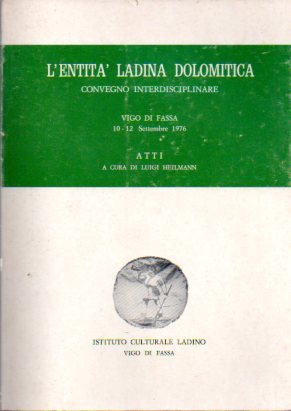 L'ENTITA' LADINA DOLOMITICA
CONVEGNO INTERDISCIPLINARE
VIGO DI FASSA
10-12 Settembre 1976
ATTI
A CURA DI LUIGI HEILMANN
ISTITUTO CULTURALE LADINO
VIGO DI FASSA